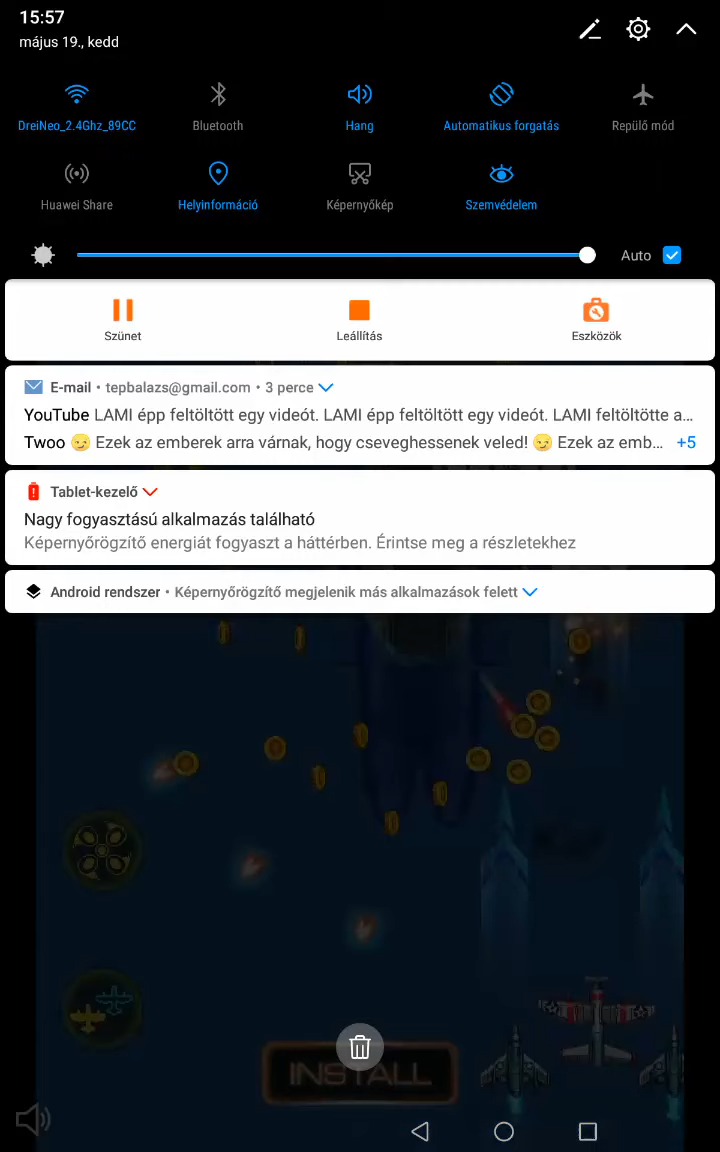 15:57
május 19., kedd
DreiNeo_2.4Ghz_89CC
Bluetooth
Hang
Automatikus forgatás
Repülő mód
Huawei Share
Helyinformáció
Képernyőkép
Szemvédelem
Auto
Szünet
Leállítás
Eszközök
E-mail • tepbalazs@gmail.com • 3 perce
YouTube LAMI épp feltöltött egy videót. LAMI épp feltöltött egy videót. LAMI feltöltötte a...
Twoo 😏 Ezek az emberek arra várnak, hogy cseveghessenek veled! 😏 Ezek az emb... +5
Tablet-kezelő
Nagy fogyasztású alkalmazás található
Képernyőrögzítő energiát fogyaszt a háttérben. Érintse meg a részletekhez
Android rendszer • Képernyőrögzítő megjelenik más alkalmazások felett
INSTALL